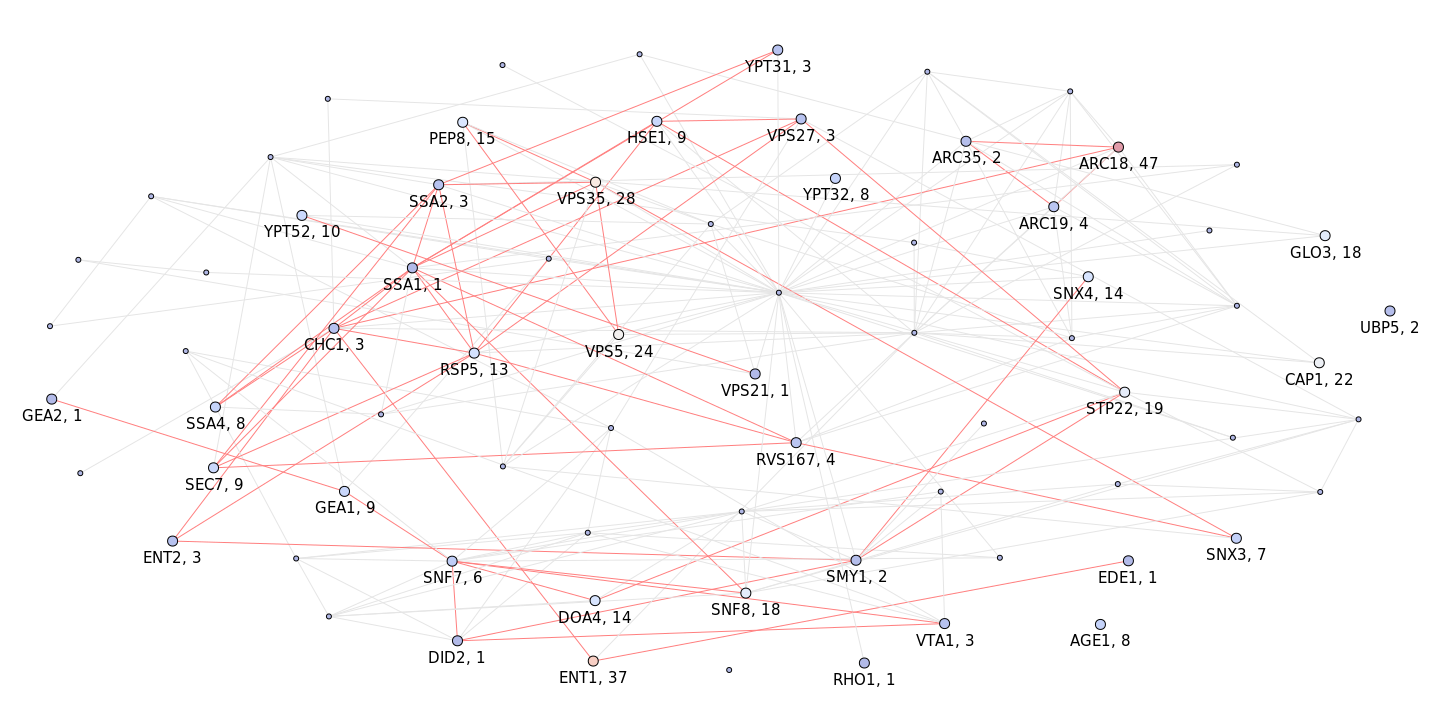 YPT31, 3
PEP8, 15
HSE1, 9
VPS27, 3
ARC35, 2
ARC18, 47
SSA2, 3
VPS35, 28
YPT32, 8
YPT52, 10
ARC19, 4
GLO3, 18
SSA1, 1
SNX4, 14
UBP5, 2
CHC1, 3
RSP5, 13
VPS5, 24
VPS21, 1
CAP1, 22
GEA2, 1
SSA4, 8
STP22, 19
RVS167, 4
SEC7, 9
GEA1, 9
ENT2, 3
SNX3, 7
SNF7, 6
SMY1, 2
EDE1, 1
DOA4, 14
SNF8, 18
DID2, 1
VTA1, 3
AGE1, 8
ENT1, 37
RHO1, 1